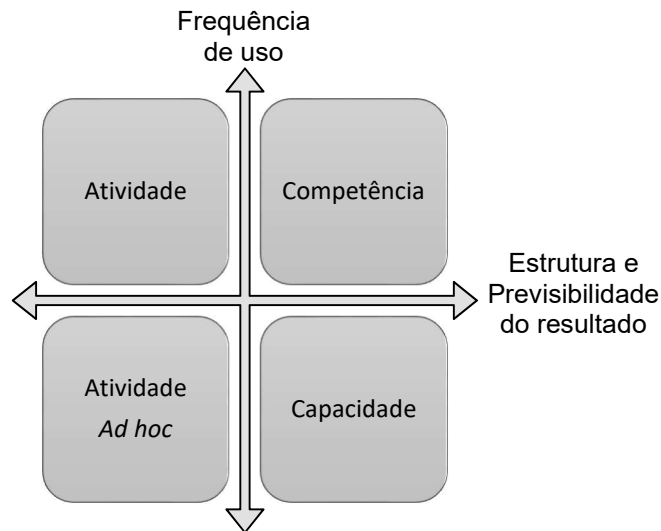 Frequência
de uso
Atividade
Competência
Estrutura e
Previsibilidade
do resultado
Atividade
Ad hoc
Capacidade